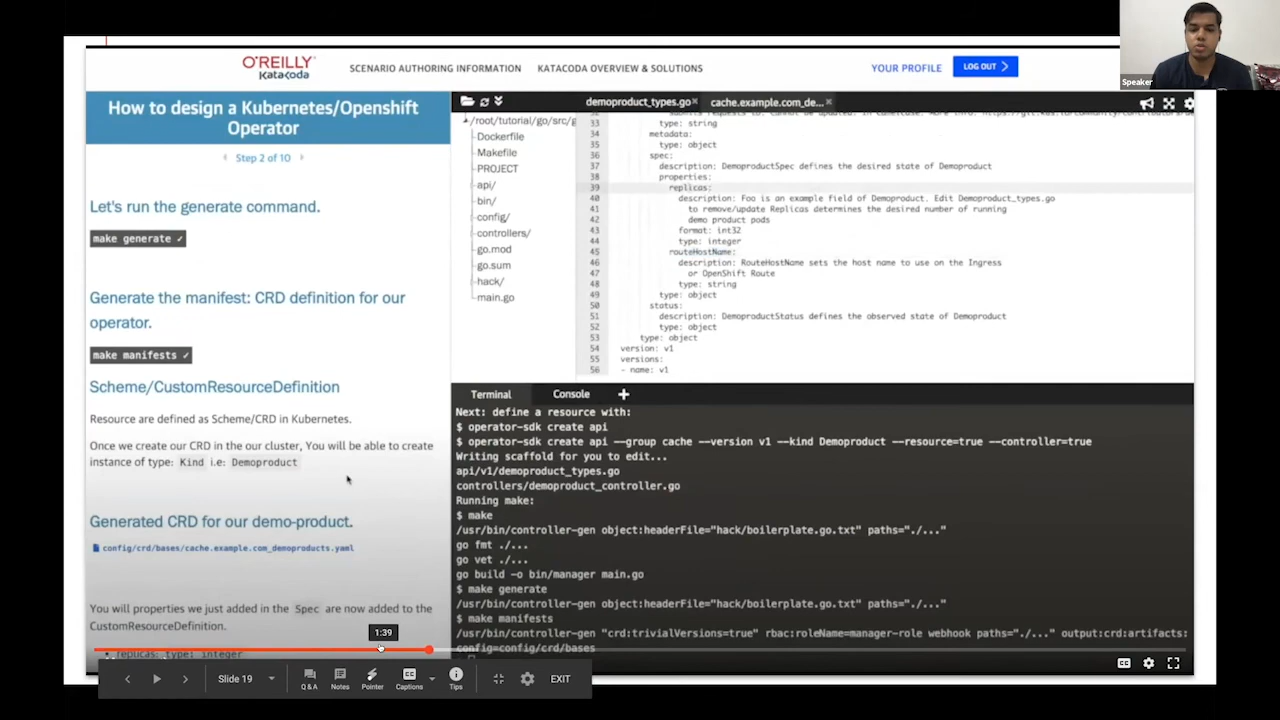 O'REILLY
Katacoda
SCENARIO AUTHORING INFORMATION
KATACODA OVERVIEW & SOLUTIONS
YOUR PROFILE
LOG OUT
Speaker
How to design a Kubernetes/Openshift
Operator
Step 2 of 10
Let's run the generate command.
make generate ✓
Generate the manifest: CRD definition for our
operator.
make manifests ✓
Scheme/CustomResourceDefinition
Resource are defined as Scheme/CRD in Kubernetes.
Once we create our CRD in the our cluster, You will be able to create
instance of type: Kind i.e: Demoproduct
Generated CRD for our demo-product.
config/crd/bases/cache.example.com_demoproducts.yaml
You will properties we just added in the Spec are now added to the
CustomResourceDefinition.
replicas: type: integer
demoproduct_types.go
cache.example.com_de...
/root/tutorial/go/src/g
Dockerfile
Makefile
PROJECT
api/
bin/
config/
controllers/
go.mod
go.sum
hack/
main.go
33 type: string
34 metadata:
35 type: object
36 spec:
37 description: DemoproductSpec defines the desired state of Demoproduct
38 properties:
39 replicas:
40 description: Foo is an example field of Demoproduct. Edit Demoproduct_types.go
41 to remove/update Replicas determines the desired number of running
42 demo product pods
43 format: int32
44 type: integer
45 routeHostName:
46 description: RouteHostName sets the host name to use on the Ingress
47 or OpenShift Route
48 type: string
49 type: object
50 status:
51 description: DemoproductStatus defines the observed state of Demoproduct
52 type: object
53 type: object
54 version: v1
55 versions:
56 - name: v1
Terminal
Console
Next: define a resource with:
$ operator-sdk create api
$ operator-sdk create api --group cache --version v1 --kind Demoproduct --resource=true --controller=true
Writing scaffold for you to edit...
api/v1/demoproduct_types.go
controllers/demoproduct_controller.go
Running make:
$ make
/usr/bin/controller-gen object:headerFile="hack/boilerplate.go.txt" paths="./..."
go fmt ./...
go vet ./...
go build -o bin/manager main.go
$ make generate
/usr/bin/controller-gen object:headerFile="hack/boilerplate.go.txt" paths="./..."
$ make manifests
/usr/bin/controller-gen "crd:trivialVersions=true" rbac:roleName=manager-role webhook paths="./..." output:crd:artifacts:
config=config/crd/bases
1:39
Slide 19
Q & A
Notes
Pointer
Captions
Tips
EXIT
CC